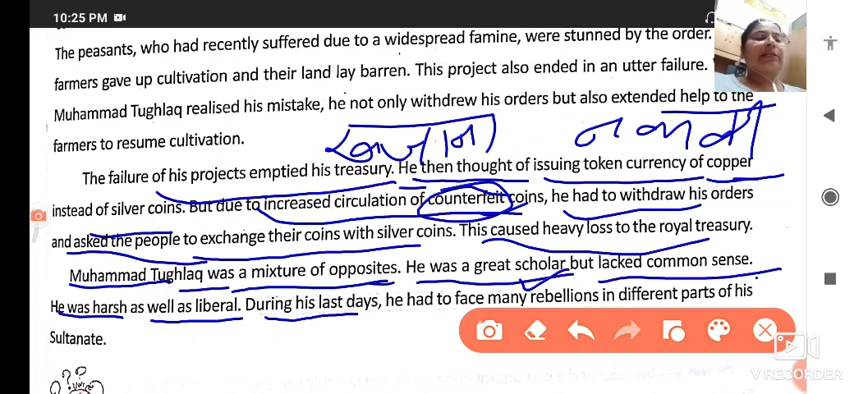 10:25 PM
The peasants, who had recently suffered due to a widespread famine, were stunned by the order.
farmers gave up cultivation and their land lay barren. This project also ended in an utter failure.
Muhammad Tughlaq realised his mistake, he not only withdrew his orders but also extended help to the
farmers to resume cultivation.
खजाना नकली
The failure of his projects emptied his treasury. He then thought of issuing token currency of copper
instead of silver coins. But due to increased circulation of counterfeit coins, he had to withdraw his orders
and asked the people to exchange their coins with silver coins. This caused heavy loss to the royal treasury.
Muhammad Tughlaq was a mixture of opposites. He was a great scholar but lacked common sense.
He was harsh as well as liberal. During his last days, he had to face many rebellions in different parts of his
Sultanate.
V RECORDER